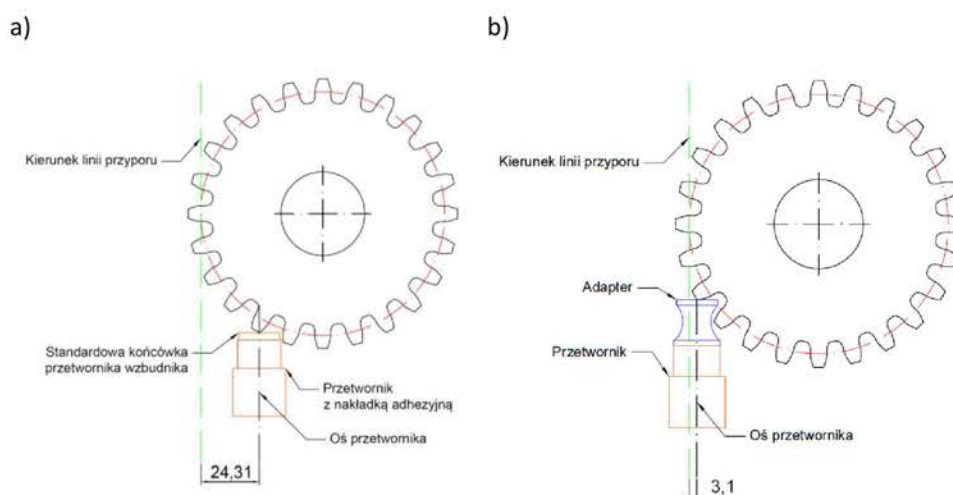 a)
Kierunek linii przyporu
Standardowa końcówka
przetwornika wzbudnika
Przetwornik
z nakładką adhezyjną
Oś przetwornika
24,31
b)
Kierunek linii przyporu
Adapter
Przetwornik
Oś przetwornika
3,1